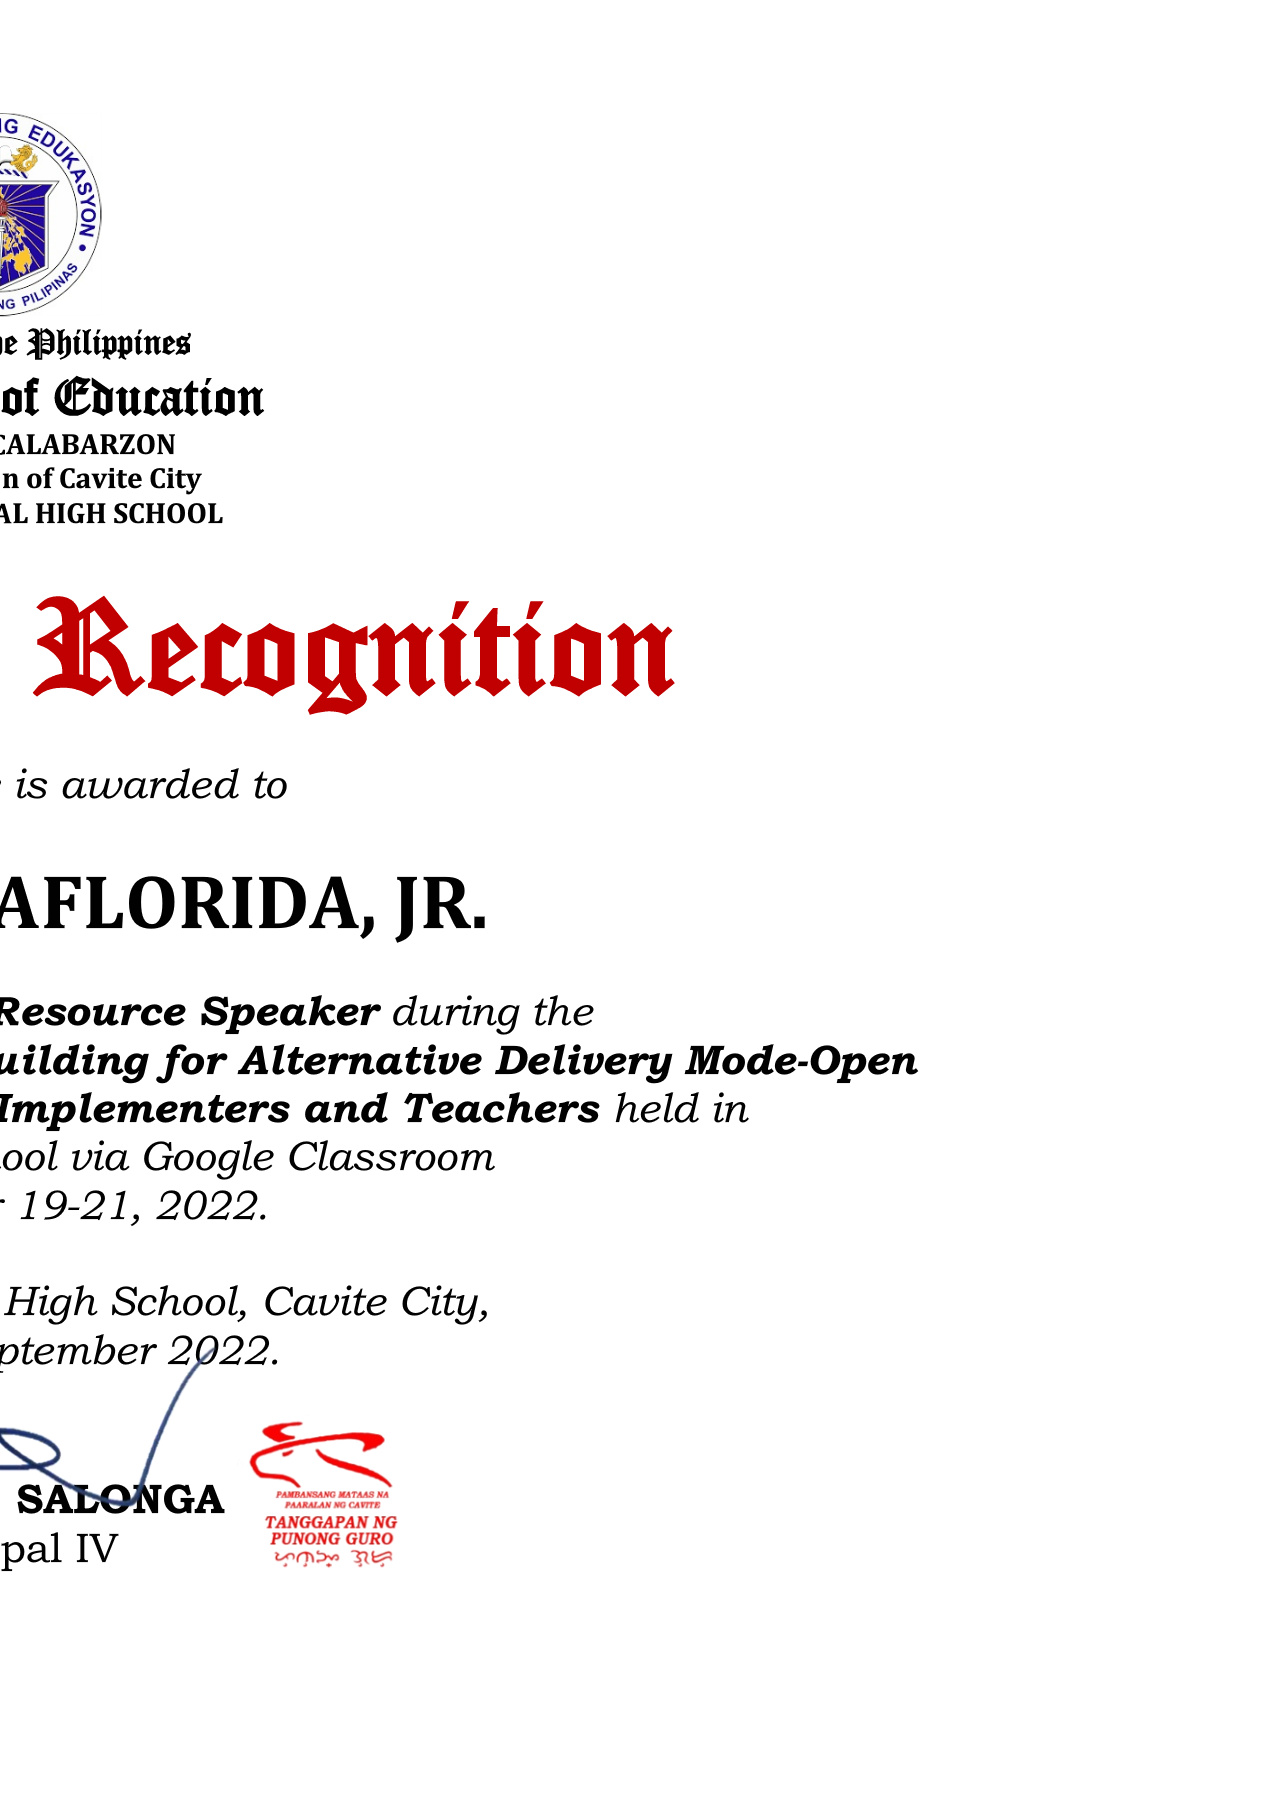 NG EDUKASYON •
NG PILIPINAS
he Philippines
of Education
CALABARZON
n of Cavite City
AL HIGH SCHOOL
Recognition
is awarded to
AFLORIDA, JR.
Resource Speaker during the
uilding for Alternative Delivery Mode-Open
Implementers and Teachers held in
ool via Google Classroom
r 19-21, 2022.
High School, Cavite City,
ptember 2022.
SALONGA
pal IV
PAMBANSANG MATAAS NA
PAARALAN NG CAVITE
TANGGAPAN NG
PUNONG GURO